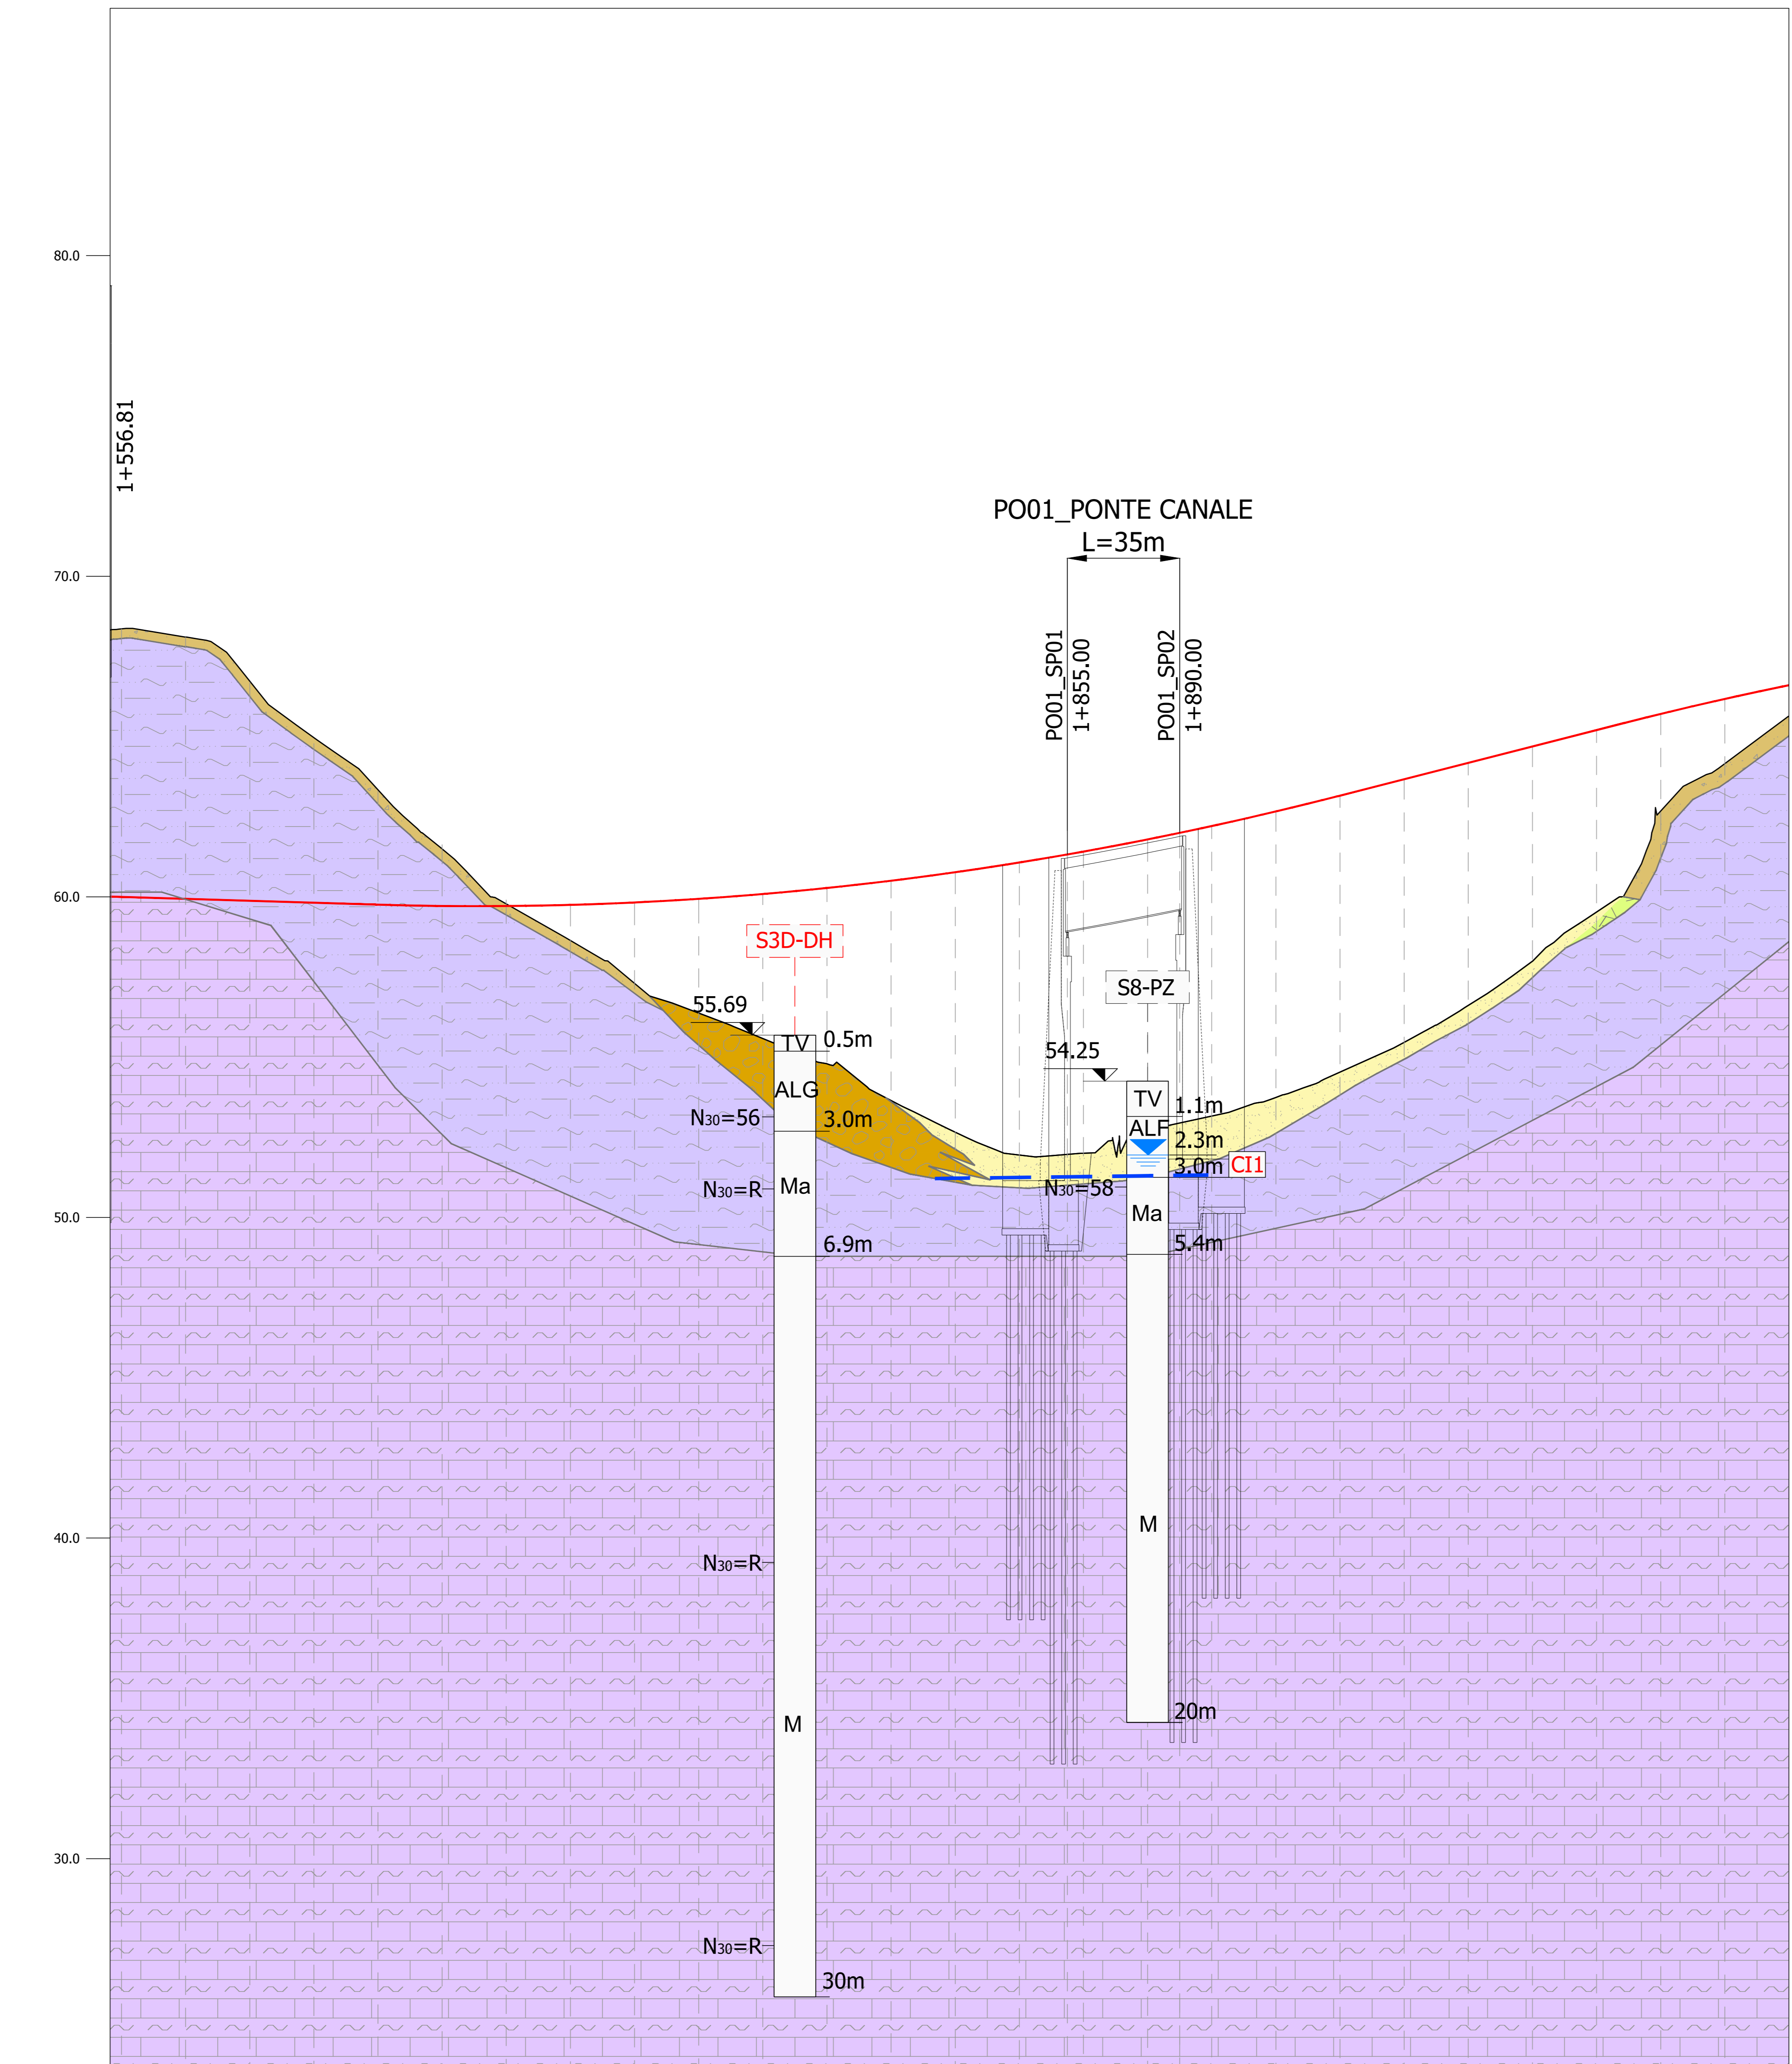 80.0
1+556.81
PO01_PONTE CANALE
L=35m
70.0
PO01_SP01
1+855.00
PO01_SP02
1+890.00
60.0
S3D-DH
S8-PZ
55.69
TV
0.5m
54.25
ALG
TV
1.1m
N30=56
3.0m
ALF
2.3m
3.0m
CI1
N30=R
Ma
N30=58
Ma
50.0
6.9m
5.4m
40.0
M
N30=R
20m
M
30.0
N30=R
30m